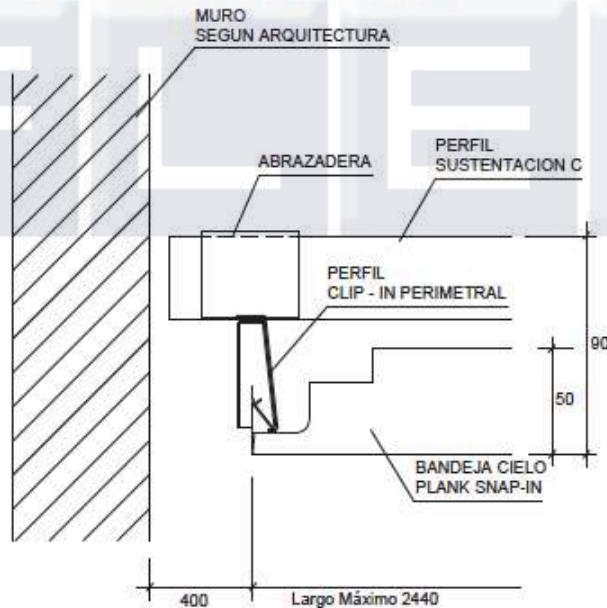 MURO
SEGUN ARQUITECTURA
ABRAZADERA
PERFIL
SUSTENTACION C
PERFIL
CLIP - IN PERIMETRAL
90
50
BANDEJA CIELO
PLANK SNAP-IN
400
Largo Máximo 2440